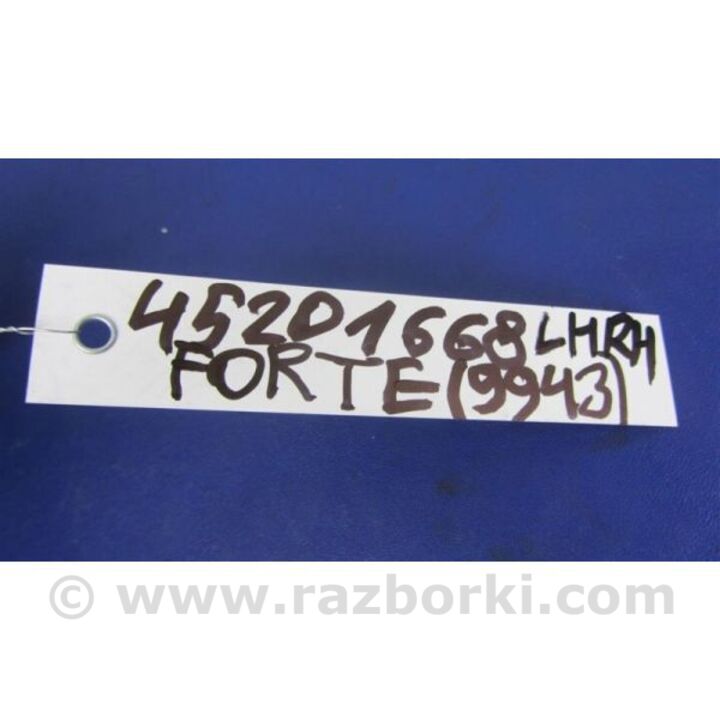 45201668 LHRH
FORTE (9943)
© www.razborki.com